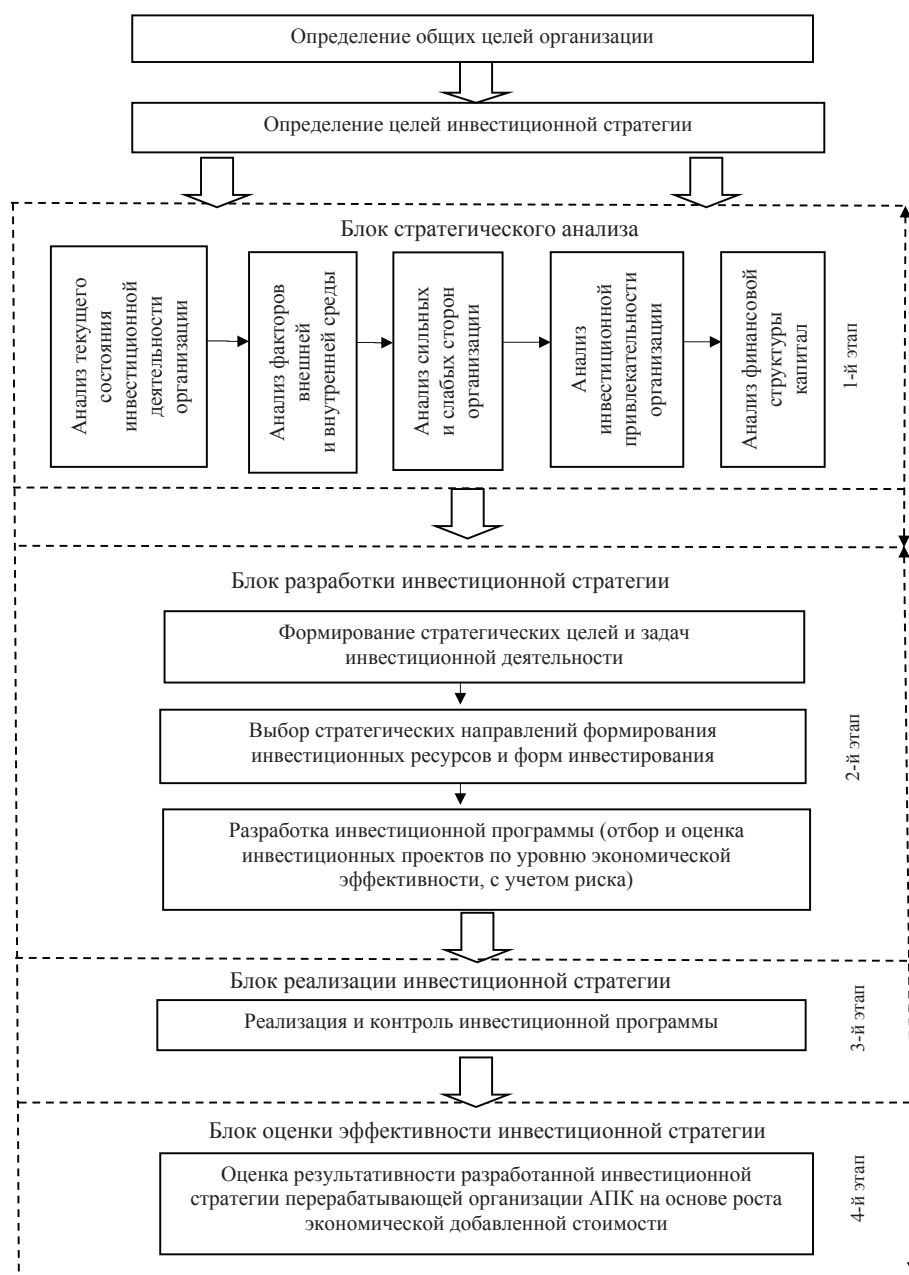 Определение общих целей организации
Определение целей инвестиционной стратегии
Блок стратегического анализа
Анализ текущего
состояния
инвестиционной
деятельности
организации
Анализ факторов
внешней
и внутренней среды
Анализ сильных
и слабых сторон
организации
Анализ
инвестиционной
привлекательности
организации
Анализ финансовой
структуры
капитал
1-й этап
Блок разработки инвестиционной стратегии
Формирование стратегических целей и задач
инвестиционной деятельности
Выбор стратегических направлений формирования
инвестиционных ресурсов и форм инвестирования
Разработка инвестиционной программы (отбор и оценка
инвестиционных проектов по уровню экономической
эффективности, с учетом риска)
2-й этап
Блок реализации инвестиционной стратегии
Реализация и контроль инвестиционной программы
3-й этап
Блок оценки эффективности инвестиционной стратегии
Оценка результативности разработанной инвестиционной
стратегии перерабатывающей организации АПК на основе роста
экономической добавленной стоимости
4-й этап